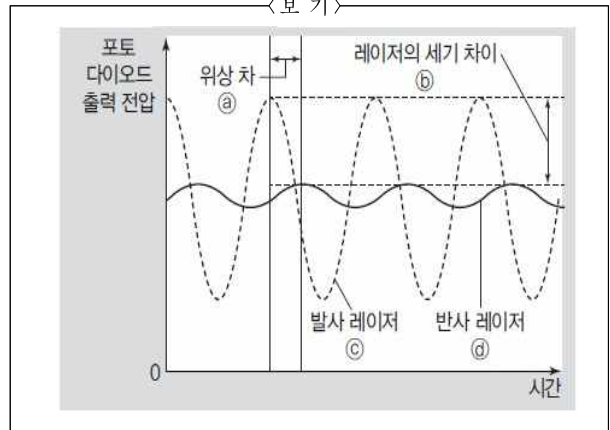 <보 기>
포토
다이오드
출력 전압
위상 차
ⓐ
레이저의 세기 차이
ⓑ
발사 레이저
ⓒ
반사 레이저
ⓓ
0
시간